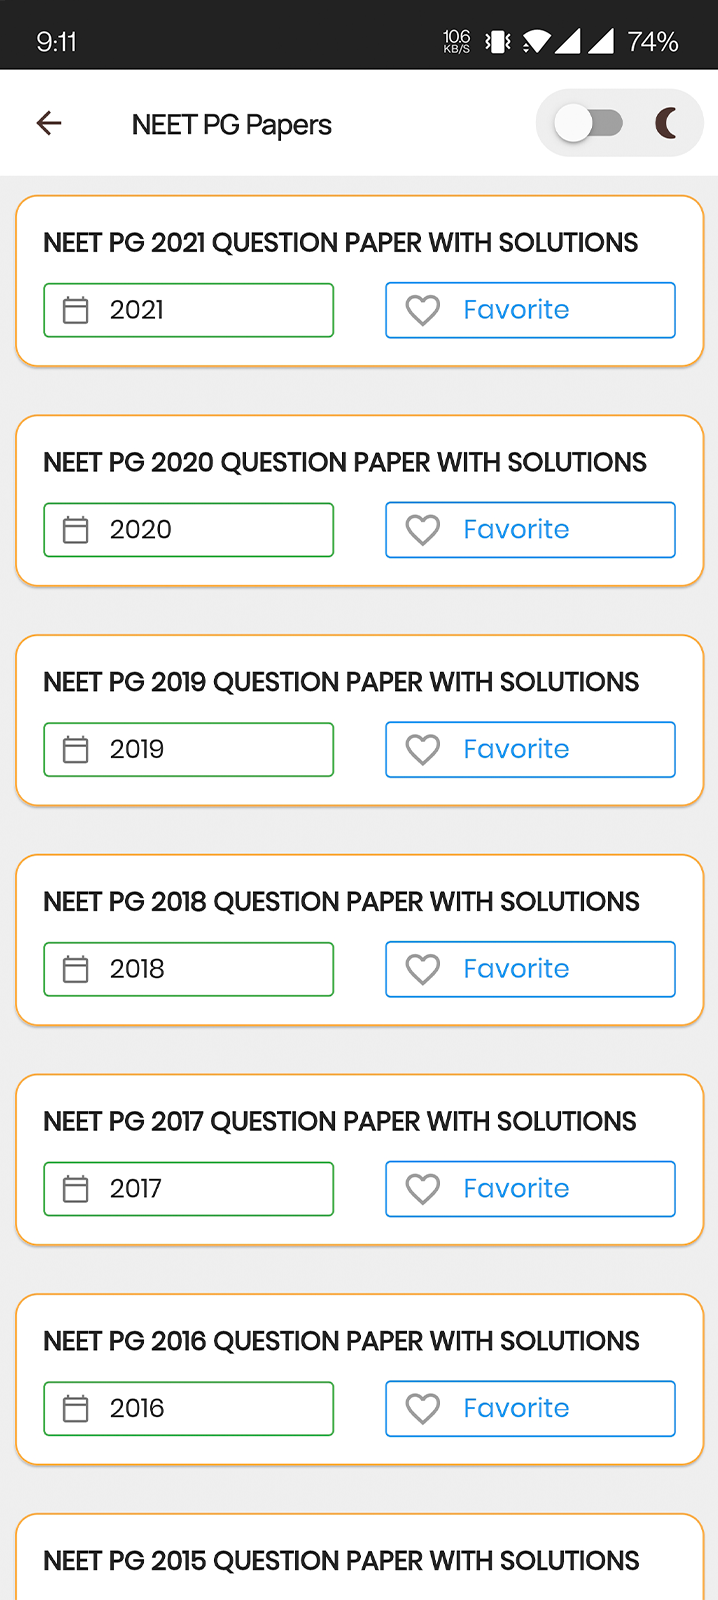 9:11
10.6
KB/S
74%
NEET PG Papers
NEET PG 2021 QUESTION PAPER WITH SOLUTIONS
2021
Favorite
NEET PG 2020 QUESTION PAPER WITH SOLUTIONS
2020
Favorite
NEET PG 2019 QUESTION PAPER WITH SOLUTIONS
2019
Favorite
NEET PG 2018 QUESTION PAPER WITH SOLUTIONS
2018
Favorite
NEET PG 2017 QUESTION PAPER WITH SOLUTIONS
2017
Favorite
NEET PG 2016 QUESTION PAPER WITH SOLUTIONS
2016
Favorite
NEET PG 2015 QUESTION PAPER WITH SOLUTIONS